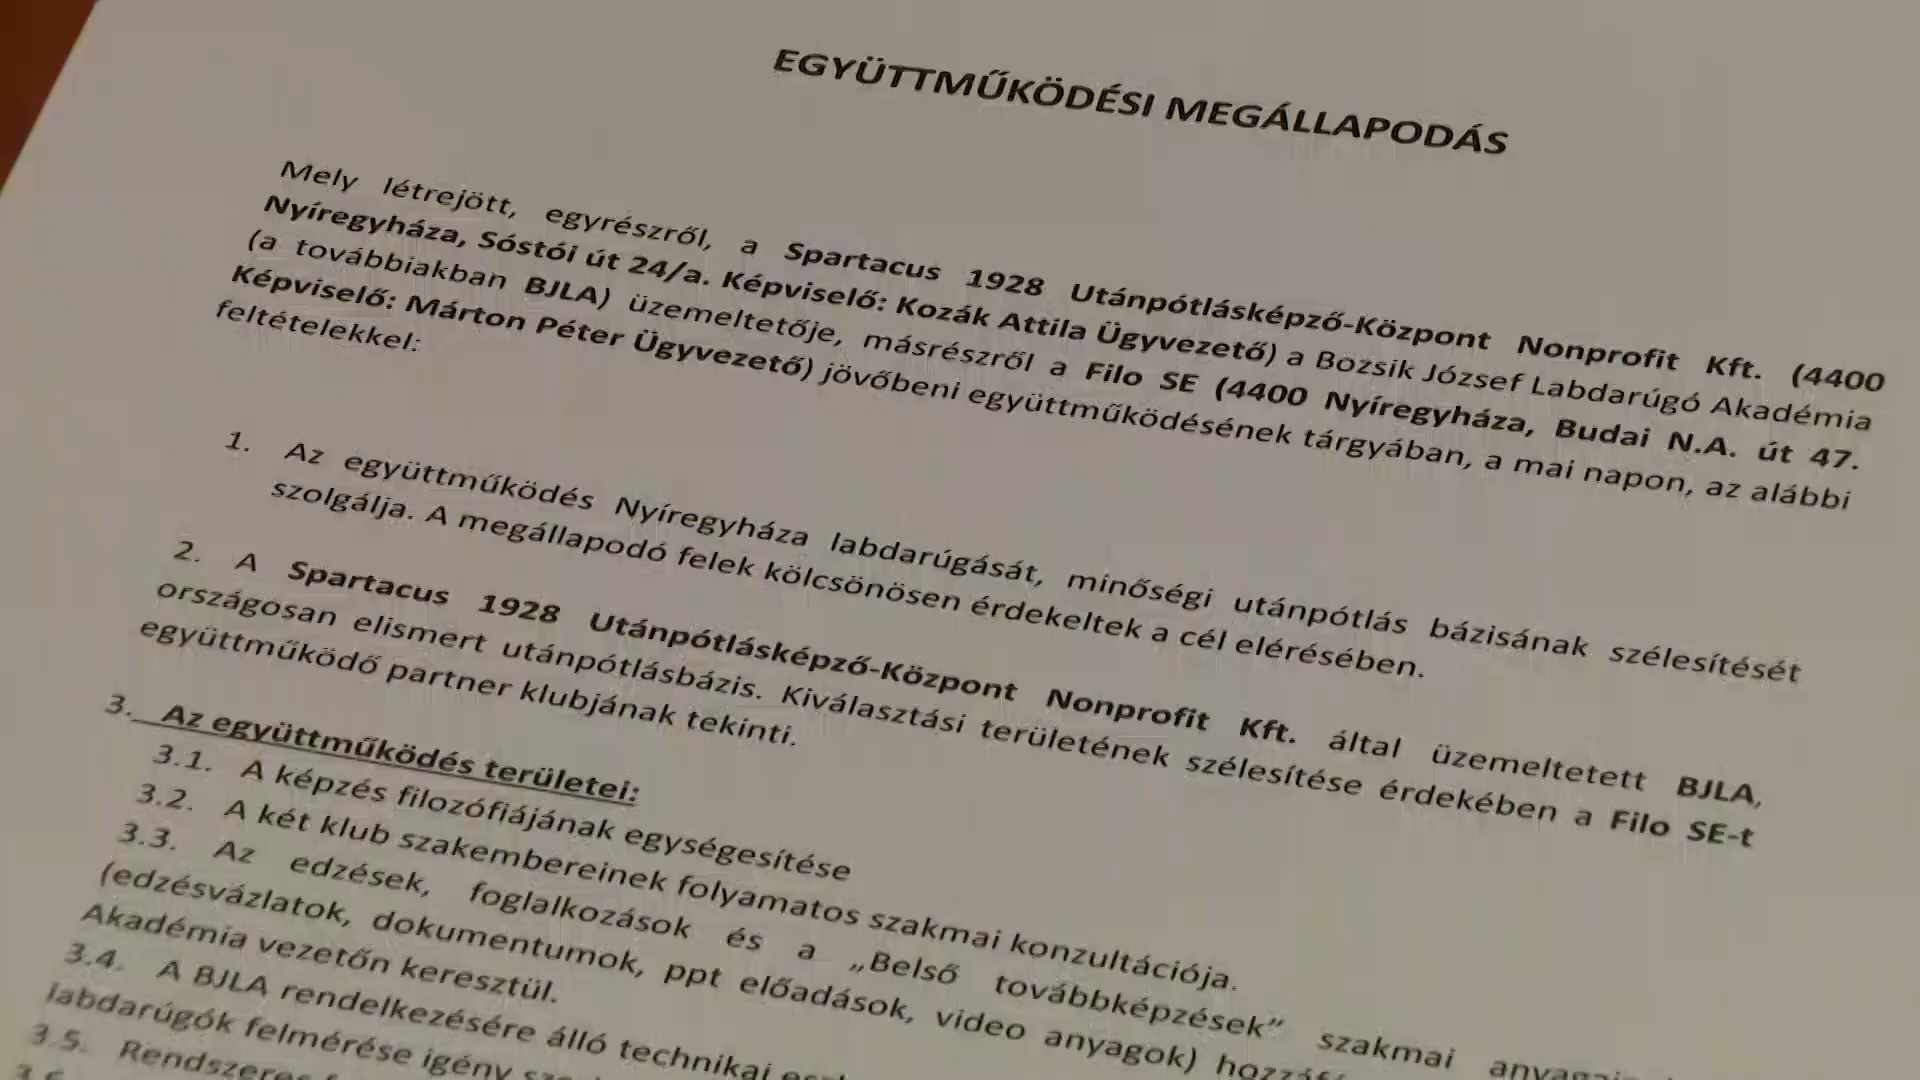 EGYÜTTMŰKÖDÉSI MEGÁLLAPODÁS
Mely létrejött, egyrészről, a Spartacus 1928 Utánpótlásképző-Központ Nonprofit Kft. (4400
Nyíregyháza, Sóstói út 24/a. Képviselő: Kozák Attila Ügyvezető) a Bozsik József Labdarúgó Akadémia
(a továbbiakban BJLA) üzemeltetője, másrészről a Filo SE (4400 Nyíregyháza, Budai N.A. út 47.
Képviselő: Márton Péter Ügyvezető) jövőbeni együttműködésének tárgyában, a mai napon, az alábbi
feltételekkel:
1. Az együttműködés Nyíregyháza labdarúgását, minőségi utánpótlás bázisának szélesítését
szolgálja. A megállapodó felek kölcsönösen érdekeltek a cél elérésében.
2. A Spartacus 1928 Utánpótlásképző-Központ Nonprofit Kft. által üzemeltetett BJLA,
országosan elismert utánpótlásbázis. Kiválasztási területének szélesítése érdekében a Filo SE-t
együttműködő partner klubjának tekinti.
3. Az együttműködés területei:
3.1. A képzés filozófiájának egységesítése
3.2. A két klub szakembereinek folyamatos szakmai konzultációja.
3.3. Az edzések, foglalkozások és a „Belső továbbképzések” szakmai
(edzésvázlatok, dokumentumok, ppt előadások, video anyagok)
Akadémia vezetőn keresztül.
3.4. A BJLA rendelkezésére álló technikai
labdarúgók felmérése igény
3.5. Rendszeres